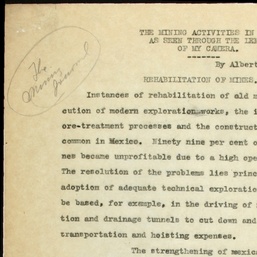 THE MINING ACTIVITIES IN
AS SEEN THROUGH THE LE
OF MY CAMERA.
By Albert
The
Mining
Journal
REHABILITATION OF MINES.
Instances of rehabilitation of old m
cution of modern exploration works, the i
ore-treatment processes and the construct
common in Mexico. Ninety nine per cent o
nes became unprofitable due to a high ope
The resolution of the problems lies princ
adoption of adequate technical exploration
be based, for example, in the driving of
tion and drainage tunnels to cut down and
transportation and hoisting expenses.
The strengthening of mexica